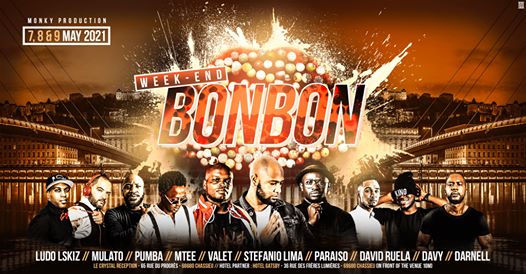 MONKY PRODUCTION
7, 8 & 9 MAY 2021
WEEK-END
BONBON
LUDO LSKIZ // MULATO // PUMBA // MTEE // VALET // STEFANIO LIMA // PARAISO // DAVID RUELA // DAVY // DARNELL
LE CRYSTAL RECEPTION - 65 RUE DU PROGRÈS - 69680 CHASSIEU // HOTEL PARTNER : HOTEL GATSBY - 36 RUE DES FRÈRES LUMIÈRES - 69680 CHASSIEU ON FRONT OF THE VENUE 1MN)